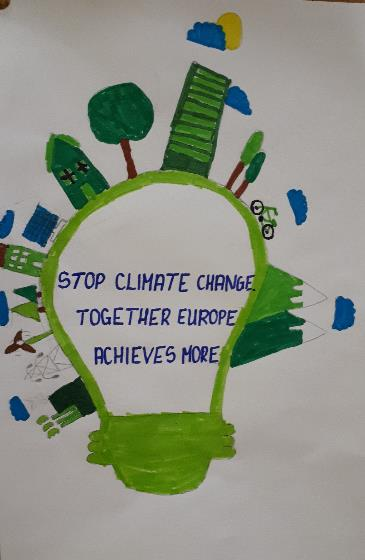 STOP CLIMATE CHANGE
TOGETHER EUROPE
ACHIEVES MORE